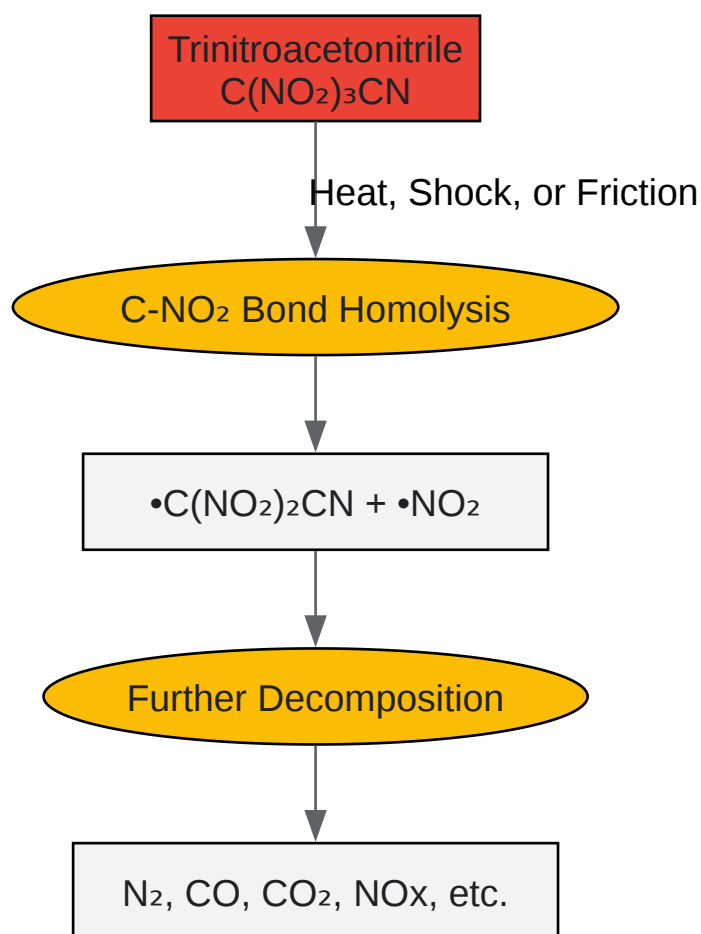 Trinitroacetonitrile
C(NO₂)₃CN
Heat, Shock, or Friction
C-NO₂ Bond Homolysis
•C(NO₂)₂CN + •NO₂
Further Decomposition
N₂, CO, CO₂, NOx, etc.